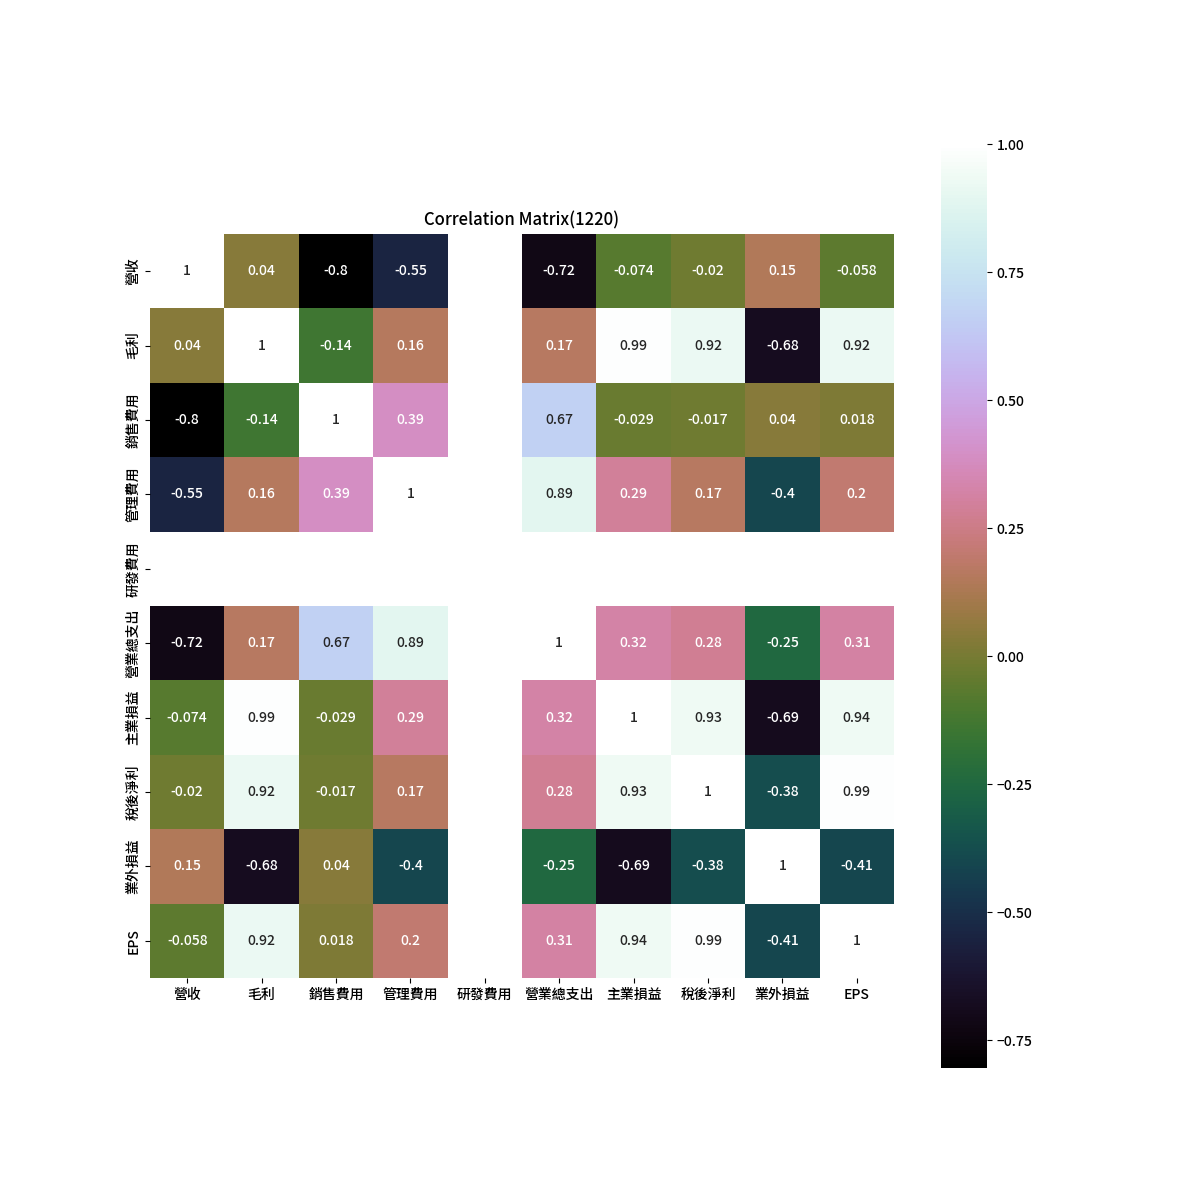 Correlation Matrix(1220)
營收 1 0.04 -0.8 -0.55 -0.72 -0.074 -0.02 0.15 -0.058
毛利 0.04 1 -0.14 0.16 0.17 0.99 0.92 -0.68 0.92
銷售費用 -0.8 -0.14 1 0.39 0.67 -0.029 -0.017 0.04 0.018
管理費用 -0.55 0.16 0.39 1 0.89 0.29 0.17 -0.4 0.2
研發費用
營業總支出 -0.72 0.17 0.67 0.89 1 0.32 0.28 -0.25 0.31
主業損益 -0.074 0.99 -0.029 0.29 0.32 1 0.93 -0.69 0.94
稅後淨利 -0.02 0.92 -0.017 0.17 0.28 0.93 1 -0.38 0.99
業外損益 0.15 -0.68 0.04 -0.4 -0.25 -0.69 -0.38 1 -0.41
EPS -0.058 0.92 0.018 0.2 0.31 0.94 0.99 -0.41 1
營收 毛利 銷售費用 管理費用 研發費用 營業總支出 主業損益 稅後淨利 業外損益 EPS
1.00
0.75
0.50
0.25
0.00
−0.25
−0.50
−0.75